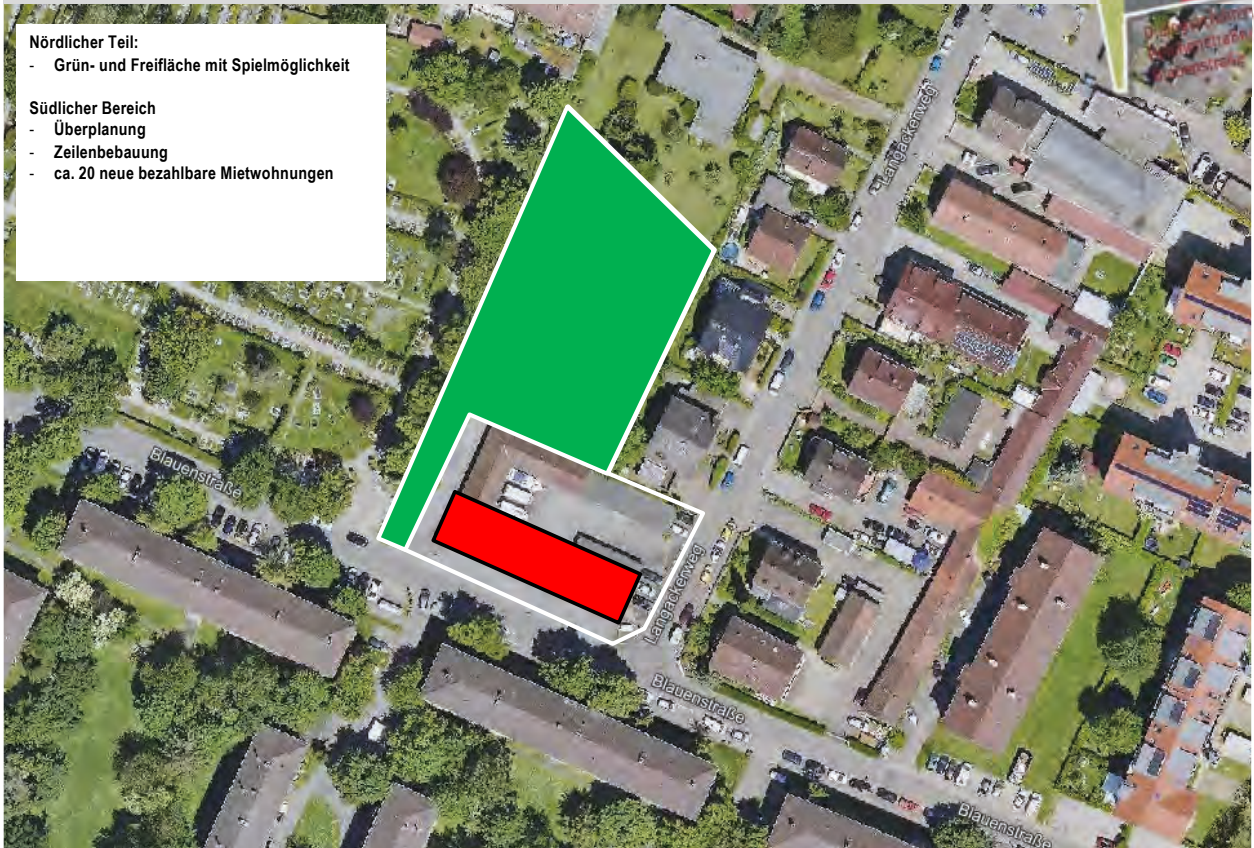 Nördlicher Teil:
- Grün- und Freifläche mit Spielmöglichkeit
Südlicher Bereich
- Überplanung
- Zeilenbebauung
- ca. 20 neue bezahlbare Mietwohnungen
Langackerweg
Blauenstraße
Langackerweg
Blauenstraße
Blauenstraße